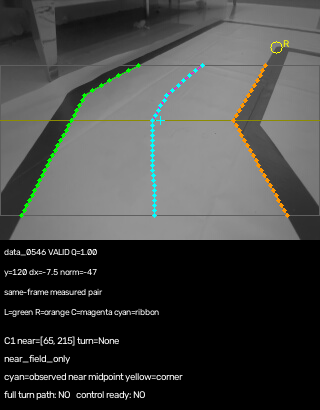 R
data_0546 VALID Q=1.00
y=120 dx=-7.5 norm=-47
same-frame measured pair
L=green R=orange C=magenta cyan=ribbon
C1 near=[65, 215] turn=None
near_field_only
cyan=observed near midpoint yellow=corner
full turn path: NO control ready: NO